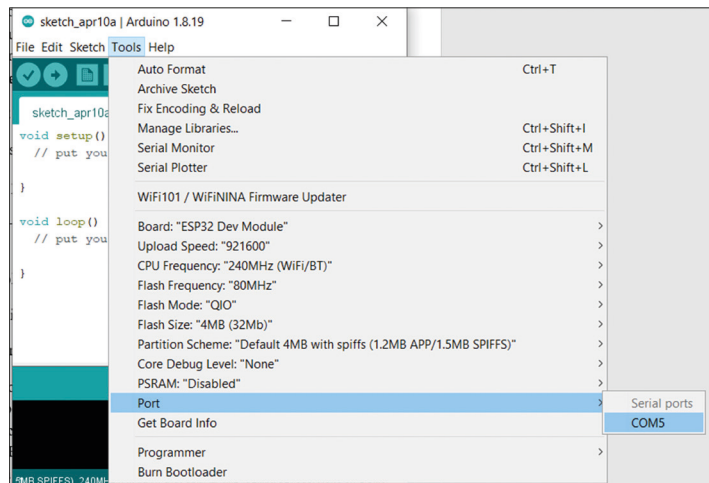 sketch_apr10a | Arduino 1.8.19
File Edit Sketch Tools Help
Auto Format Ctrl+T
Archive Sketch
sketch_apr10a
Fix Encoding & Reload
void setup()
Manage Libraries... Ctrl+Shift+I
// put you
Serial Monitor Ctrl+Shift+M
Serial Plotter Ctrl+Shift+L
}
WiFi101 / WiFiNINA Firmware Updater
void loop()
Board: "ESP32 Dev Module"
// put you
Upload Speed: "921600"
CPU Frequency: "240MHz (WiFi/BT)"
}
Flash Frequency: "80MHz"
Flash Mode: "QIO"
Flash Size: "4MB (32Mb)"
Partition Scheme: "Default 4MB with spiffs (1.2MB APP/1.5MB SPIFFS)"
Core Debug Level: "None"
PSRAM: "Disabled"
Port
Serial ports
Get Board Info
COM5
Programmer
Burn Bootloader